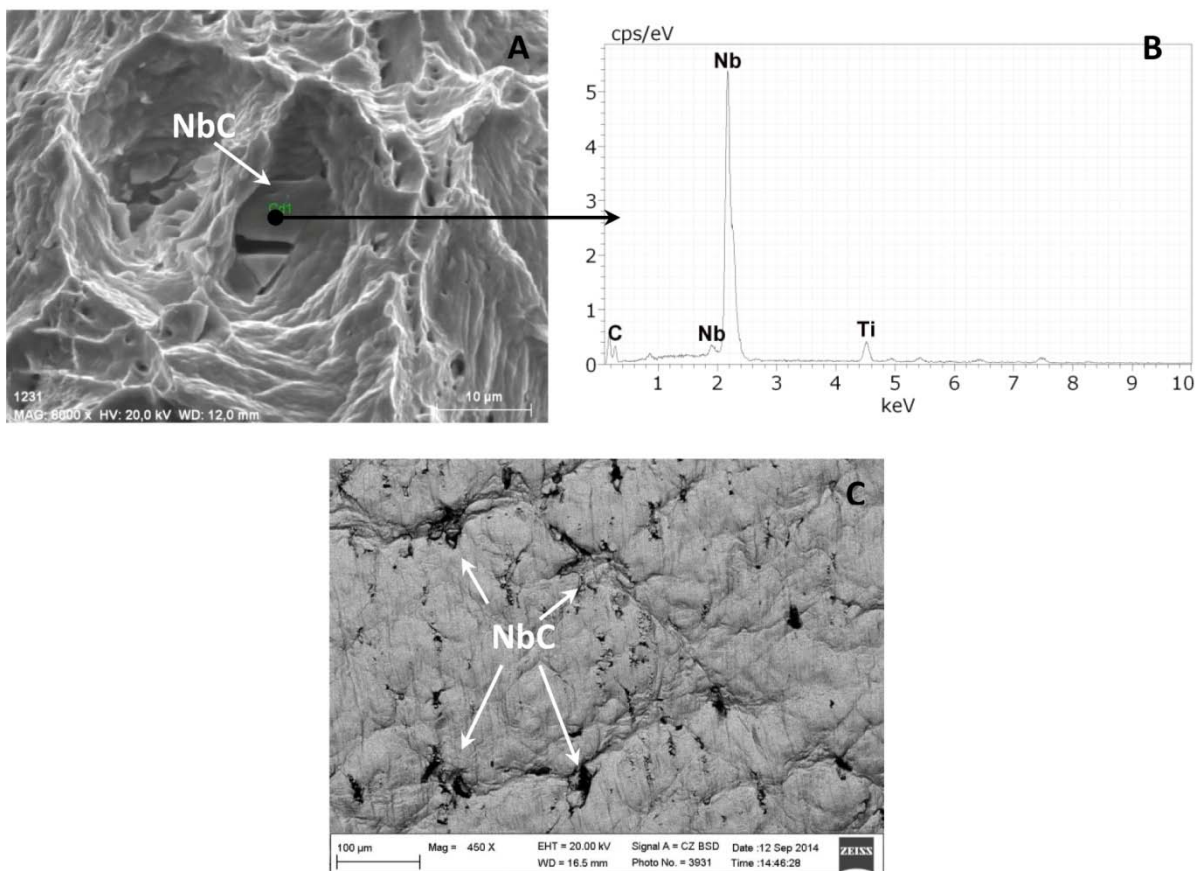 A
NbC
Cd1
1231
MAG: 6000 x HV: 20,0 kV WD: 12,0 mm
10 µm
cps/eV
B
Nb
5
4
3
2
1
0
C
Nb
Ti
1 2 3 4 5 6 7 8 9 10
keV
C
NbC
100 µm
Mag = 450 X
EHT = 20.00 kV
WD = 16.5 mm
Signal A = CZ BSD
Photo No. = 3931
Date :12 Sep 2014
Time :14:46:28
ZEISS